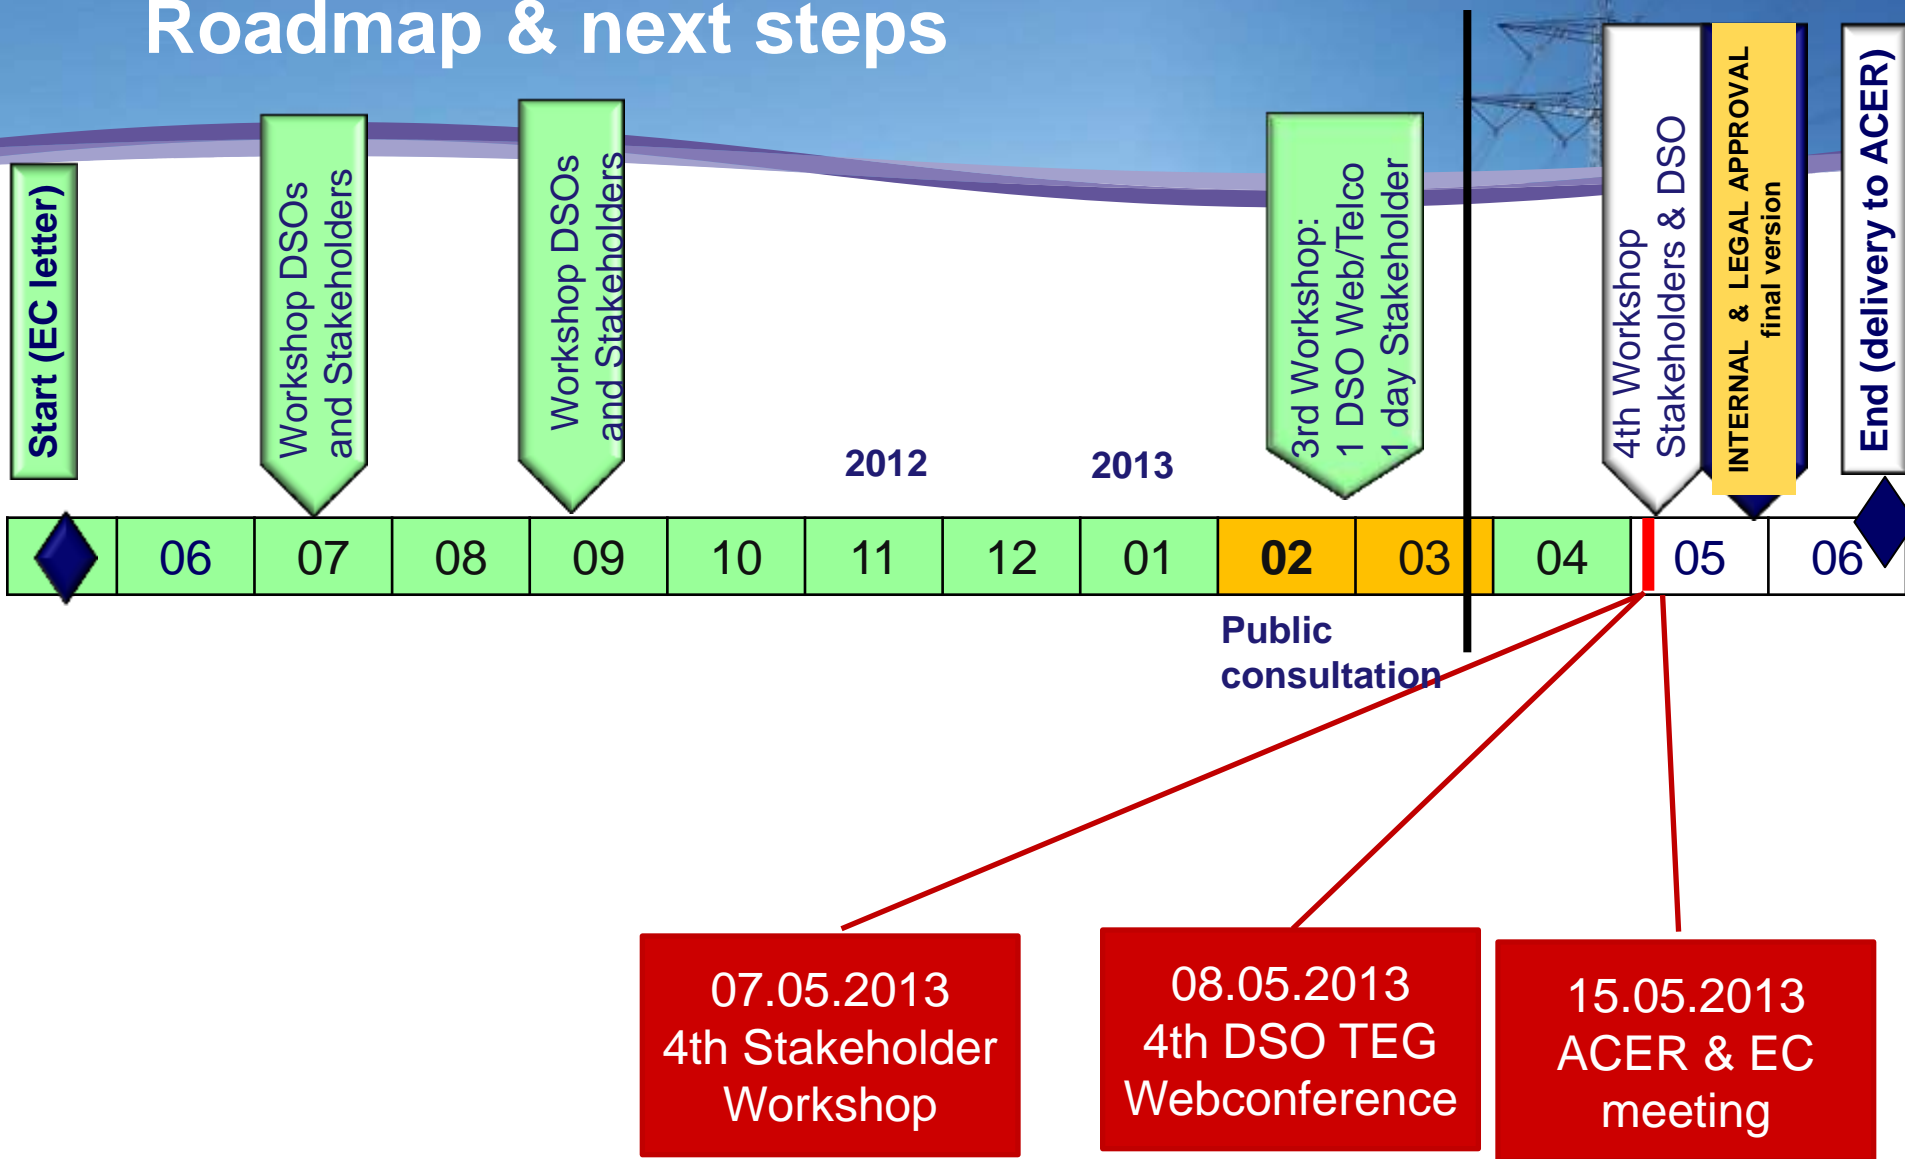 Roadmap & next steps
Start (EC letter)
Workshop DSOs
and Stakeholders
Workshop DSOs
and Stakeholders
3rd Workshop:
1 DSO Web/Telco
1 day Stakeholder
4th Workshop
Stakeholders & DSO
INTERNAL & LEGAL APPROVAL
final version
End (delivery to ACER)
2012
2013
06
07
08
09
10
11
12
01
02
03
04
05
06
Public
consultation
07.05.2013
4th Stakeholder
Workshop
08.05.2013
4th DSO TEG
Webconference
15.05.2013
ACER & EC
meeting